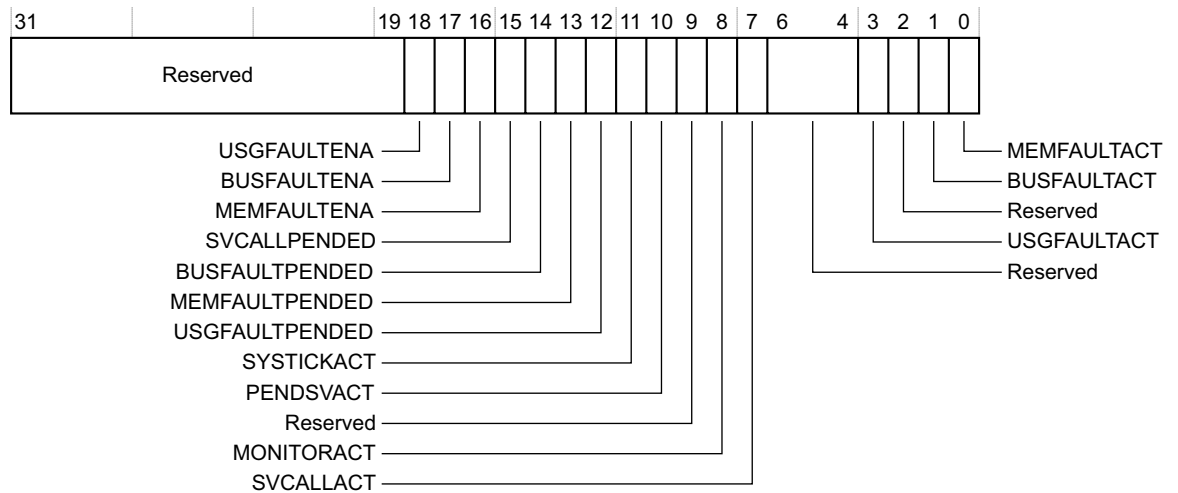 31 19 18 17 16 15 14 13 12 11 10 9 8 7 6 4 3 2 1 0
Reserved
USGFAULTENA MEMFAULTACT
BUSFAULTENA BUSFAULTACT
MEMFAULTENA Reserved
SVCALLPENDED USGFAULTACT
BUSFAULTPENDED Reserved
MEMFAULTPENDED
USGFAULTPENDED
SYSTICKACT
PENDSVACT
Reserved
MONITORACT
SVCALLACT